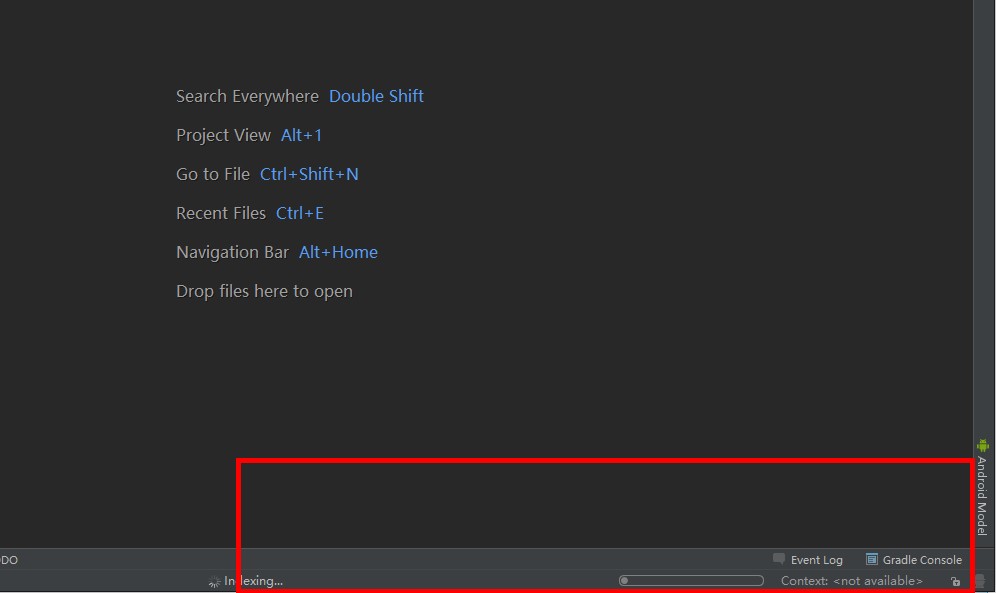 Search Everywhere Double Shift
Project View Alt+1
Go to File Ctrl+Shift+N
Recent Files Ctrl+E
Navigation Bar Alt+Home
Drop files here to open
Android Model
DO Event Log Gradle Console
Indexing... Context: <not available>